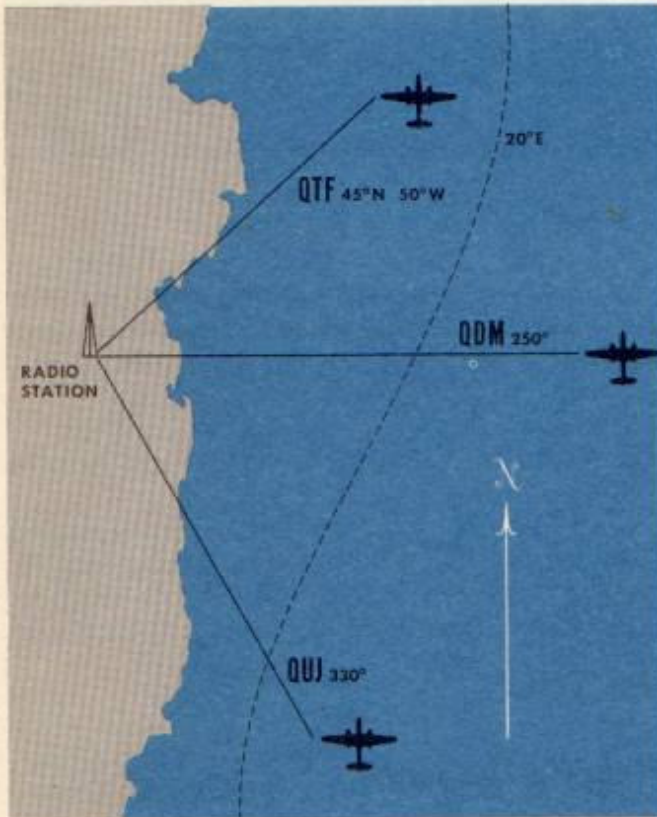 20°E
QTF 45°N 50°W
QDM 250°
RADIO
STATION
N
QUJ 330°